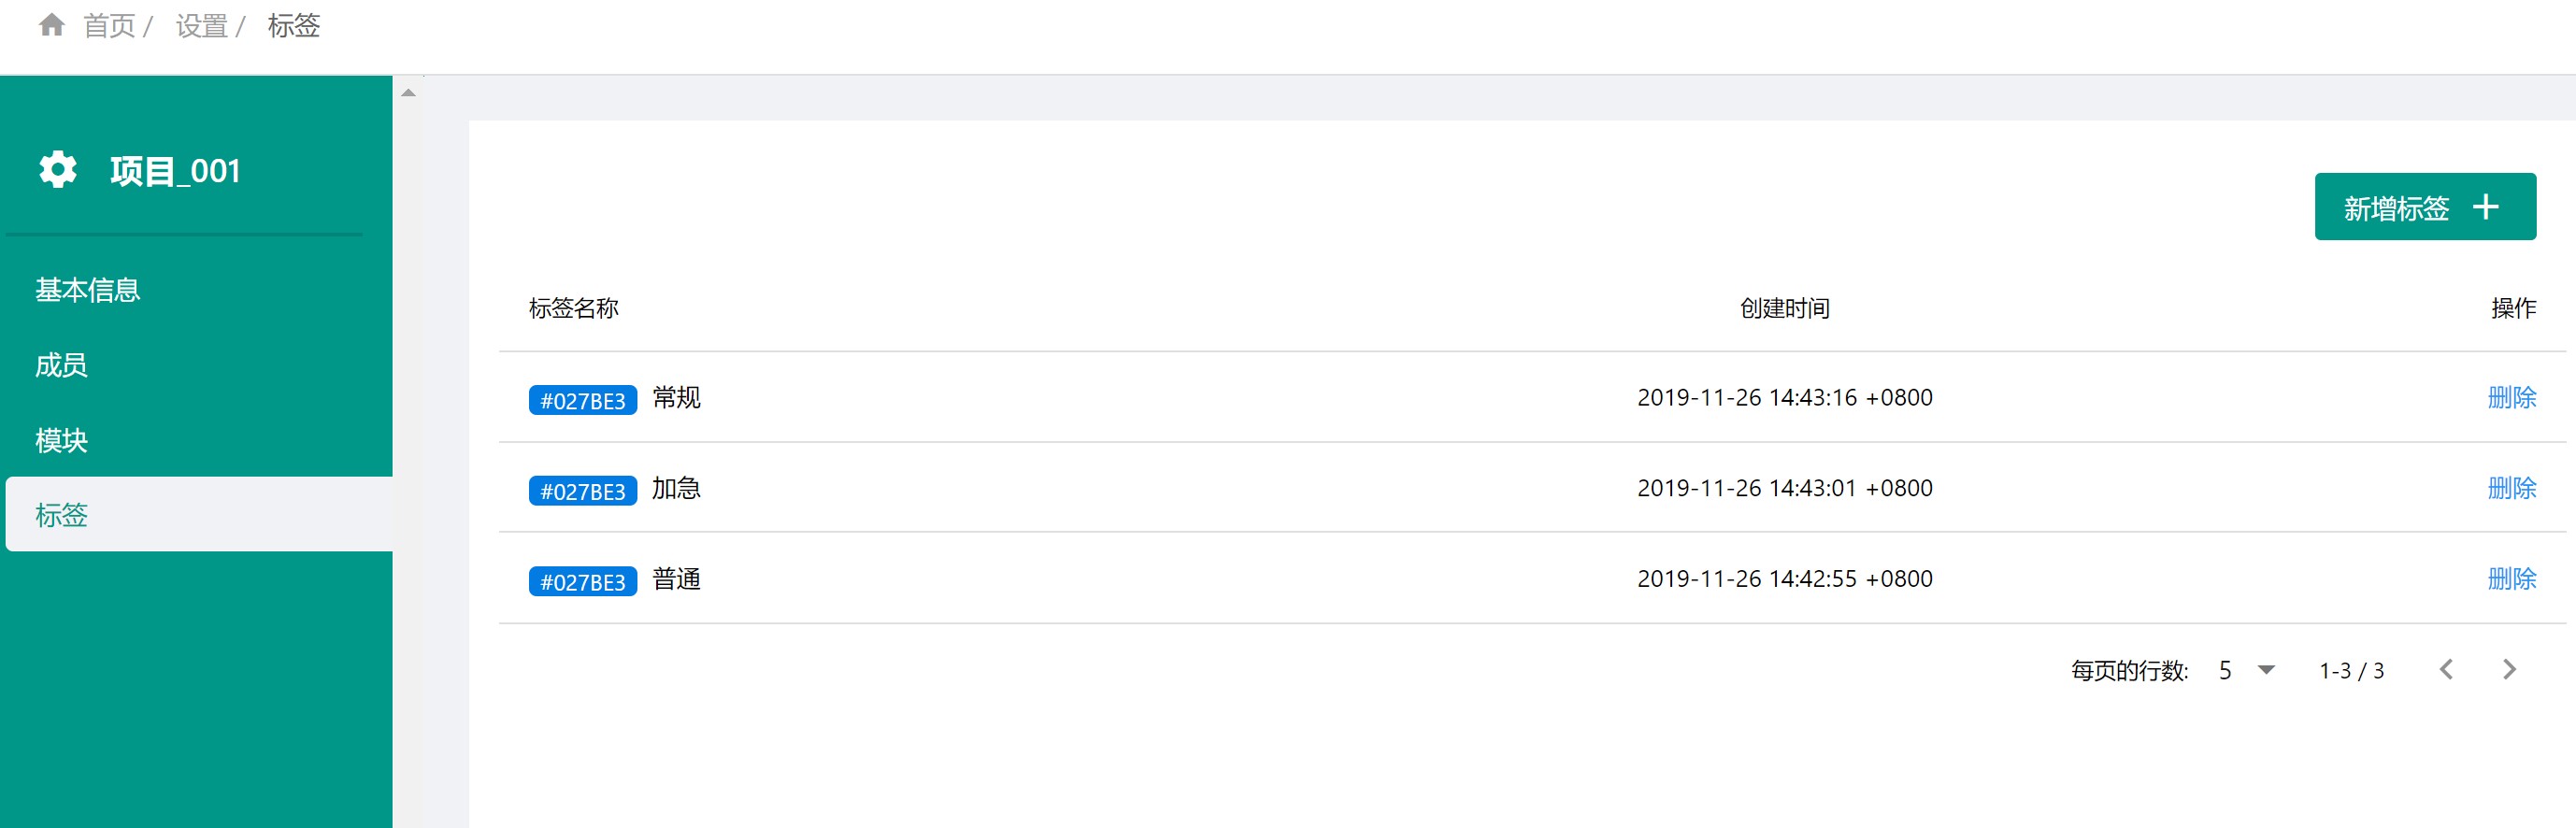 首页 / 设置 / 标签
项目_001
基本信息
成员
模块
标签
新增标签 +
标签名称 创建时间 操作
#027BE3 常规 2019-11-26 14:43:16 +0800 删除
#027BE3 加急 2019-11-26 14:43:01 +0800 删除
#027BE3 普通 2019-11-26 14:42:55 +0800 删除
每页的行数: 5 1-3 / 3